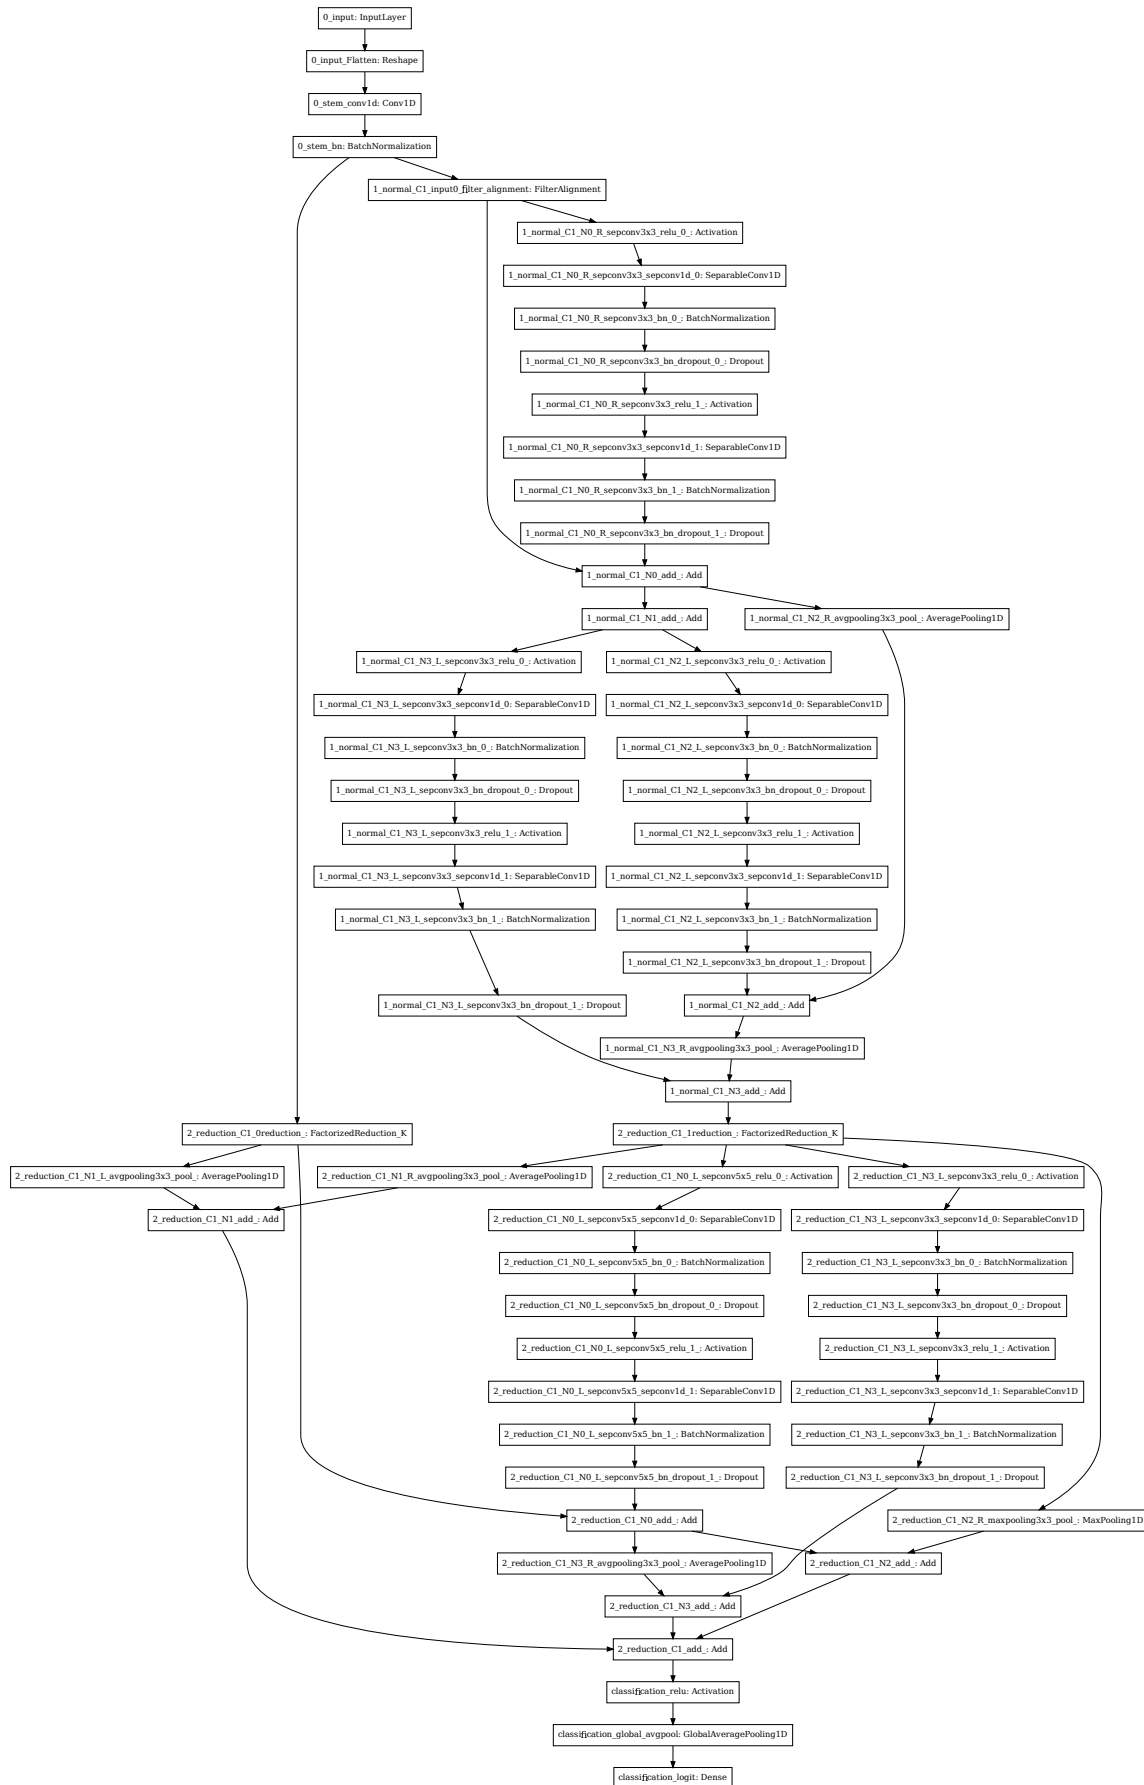 0_input: InputLayer
0_input_Flatten: Reshape
0_stem_conv1d: Conv1D
0_stem_bn: BatchNormalization
1_normal_C1_input0_filter_alignment: FilterAlignment
1_normal_C1_N0_R_sepconv3x3_relu_0_: Activation
1_normal_C1_N0_R_sepconv3x3_sepconv1d_0: SeparableConv1D
1_normal_C1_N0_R_sepconv3x3_bn_0_: BatchNormalization
1_normal_C1_N0_R_sepconv3x3_bn_dropout_0_: Dropout
1_normal_C1_N0_R_sepconv3x3_relu_1_: Activation
1_normal_C1_N0_R_sepconv3x3_sepconv1d_1: SeparableConv1D
1_normal_C1_N0_R_sepconv3x3_bn_1_: BatchNormalization
1_normal_C1_N0_R_sepconv3x3_bn_dropout_1_: Dropout
1_normal_C1_N0_add_: Add
1_normal_C1_N1_add_: Add
1_normal_C1_N2_R_avgpooling3x3_pool_: AveragePooling1D
1_normal_C1_N3_L_sepconv3x3_relu_0_: Activation
1_normal_C1_N2_L_sepconv3x3_relu_0_: Activation
1_normal_C1_N3_L_sepconv3x3_sepconv1d_0: SeparableConv1D
1_normal_C1_N2_L_sepconv3x3_sepconv1d_0: SeparableConv1D
1_normal_C1_N3_L_sepconv3x3_bn_0_: BatchNormalization
1_normal_C1_N2_L_sepconv3x3_bn_0_: BatchNormalization
1_normal_C1_N3_L_sepconv3x3_bn_dropout_0_: Dropout
1_normal_C1_N2_L_sepconv3x3_bn_dropout_0_: Dropout
1_normal_C1_N3_L_sepconv3x3_relu_1_: Activation
1_normal_C1_N2_L_sepconv3x3_relu_1_: Activation
1_normal_C1_N3_L_sepconv3x3_sepconv1d_1: SeparableConv1D
1_normal_C1_N2_L_sepconv3x3_sepconv1d_1: SeparableConv1D
1_normal_C1_N3_L_sepconv3x3_bn_1_: BatchNormalization
1_normal_C1_N2_L_sepconv3x3_bn_1_: BatchNormalization
1_normal_C1_N2_L_sepconv3x3_bn_dropout_1_: Dropout
1_normal_C1_N3_L_sepconv3x3_bn_dropout_1_: Dropout
1_normal_C1_N2_add_: Add
1_normal_C1_N3_R_avgpooling3x3_pool_: AveragePooling1D
1_normal_C1_N3_add_: Add
2_reduction_C1_0reduction_: FactorizedReduction_K
2_reduction_C1_1reduction_: FactorizedReduction_K
2_reduction_C1_N1_L_avgpooling3x3_pool_: AveragePooling1D
2_reduction_C1_N1_R_avgpooling3x3_pool_: AveragePooling1D
2_reduction_C1_N0_L_sepconv5x5_relu_0_: Activation
2_reduction_C1_N3_L_sepconv3x3_relu_0_: Activation
2_reduction_C1_N1_add_: Add
2_reduction_C1_N0_L_sepconv5x5_sepconv1d_0: SeparableConv1D
2_reduction_C1_N3_L_sepconv3x3_sepconv1d_0: SeparableConv1D
2_reduction_C1_N0_L_sepconv5x5_bn_0_: BatchNormalization
2_reduction_C1_N3_L_sepconv3x3_bn_0_: BatchNormalization
2_reduction_C1_N0_L_sepconv5x5_bn_dropout_0_: Dropout
2_reduction_C1_N3_L_sepconv3x3_bn_dropout_0_: Dropout
2_reduction_C1_N0_L_sepconv5x5_relu_1_: Activation
2_reduction_C1_N3_L_sepconv3x3_relu_1_: Activation
2_reduction_C1_N0_L_sepconv5x5_sepconv1d_1: SeparableConv1D
2_reduction_C1_N3_L_sepconv3x3_sepconv1d_1: SeparableConv1D
2_reduction_C1_N0_L_sepconv5x5_bn_1_: BatchNormalization
2_reduction_C1_N3_L_sepconv3x3_bn_1_: BatchNormalization
2_reduction_C1_N0_L_sepconv5x5_bn_dropout_1_: Dropout
2_reduction_C1_N3_L_sepconv3x3_bn_dropout_1_: Dropout
2_reduction_C1_N0_add_: Add
2_reduction_C1_N2_R_maxpooling3x3_pool_: MaxPooling1D
2_reduction_C1_N3_R_avgpooling3x3_pool_: AveragePooling1D
2_reduction_C1_N2_add_: Add
2_reduction_C1_N3_add_: Add
2_reduction_C1_add_: Add
classification_relu: Activation
classification_global_avgpool: GlobalAveragePooling1D
classification_logit: Dense